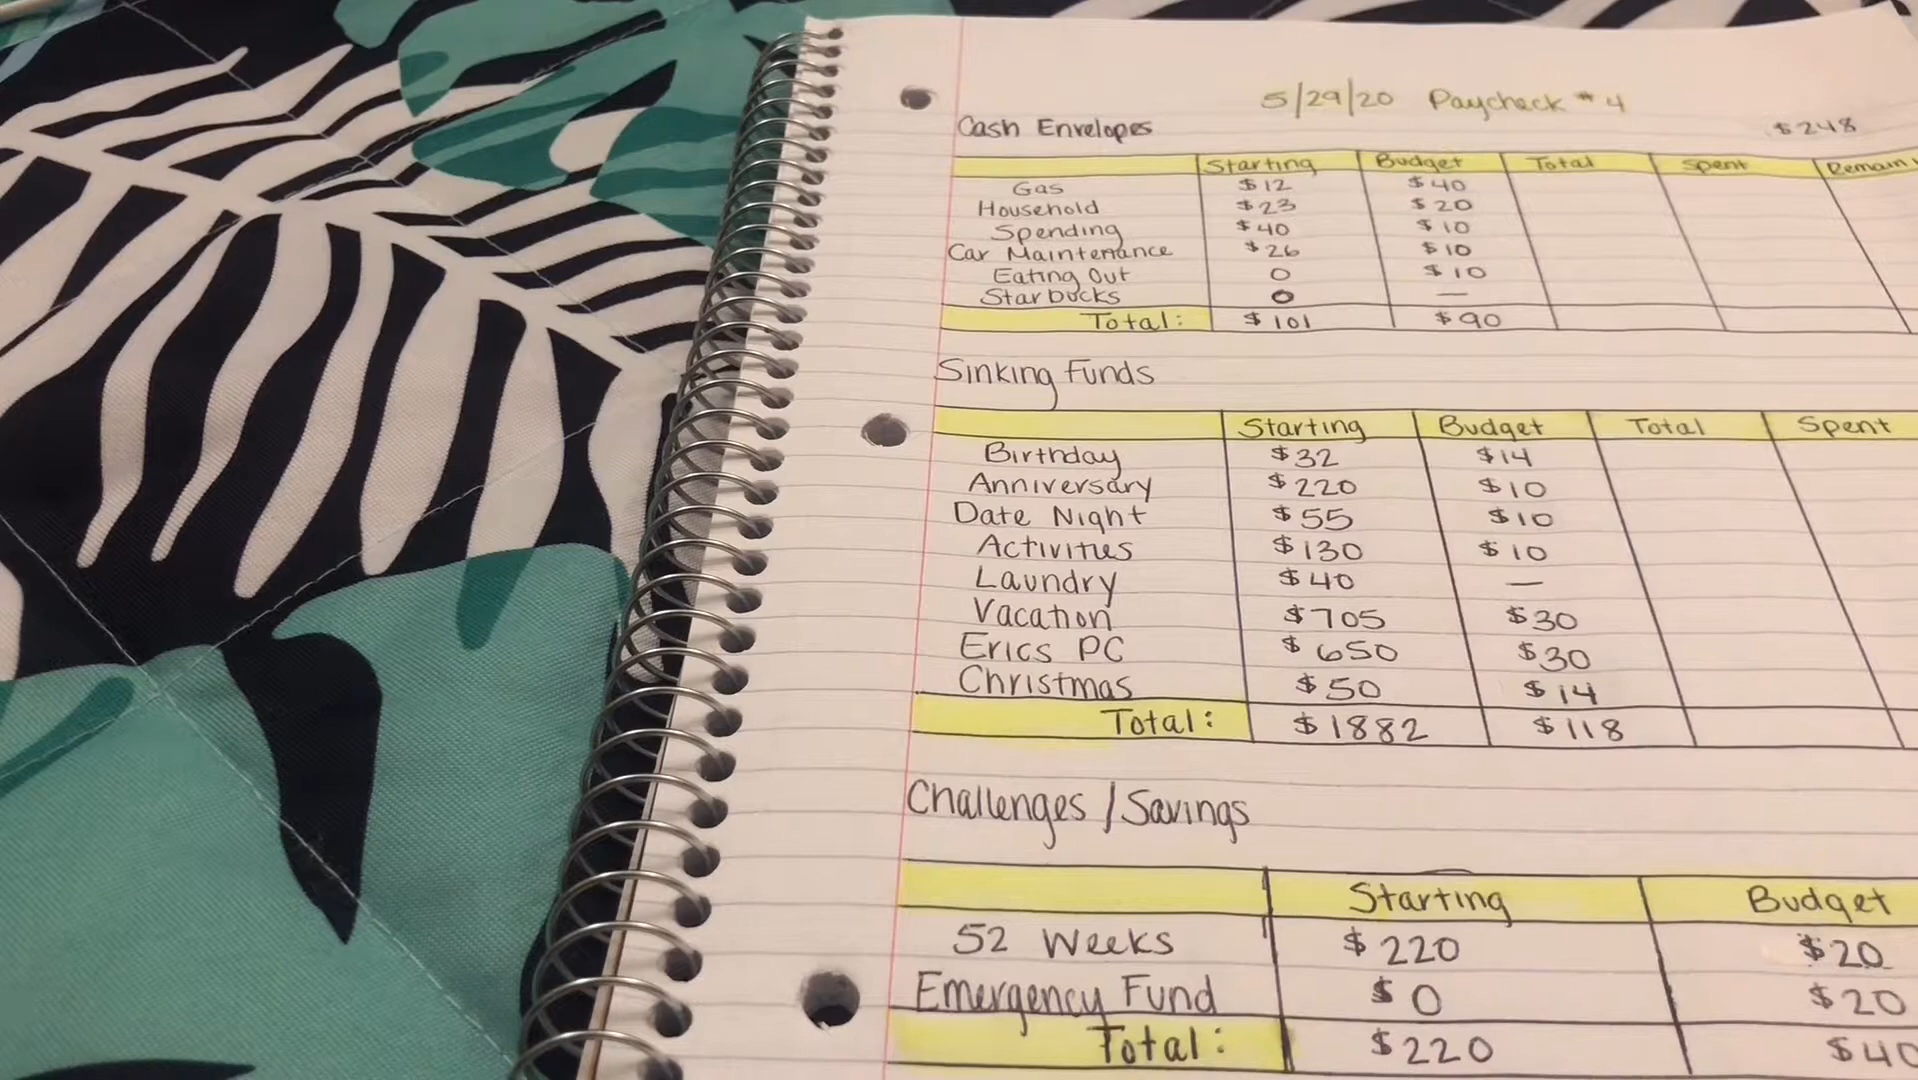 5/29/20 Paycheck #4
Cash Envelopes $248
Starting Budget Total Spent Remain
Gas $12 $40
Household $23 $20
Spending $40 $10
Car Maintenance $26 $10
Eating Out 0 $10
Starbucks 0 —
Total: $101 $90
Sinking Funds
Starting Budget Total Spent
Birthday $32 $14
Anniversary $220 $10
Date Night $55 $10
Activities $130 $10
Laundry $40 —
Vacation $705 $30
Erics PC $650 $30
Christmas $50 $14
Total: $1882 $118
Challenges/Savings
Starting Budget
52 Weeks $220 $20
Emergency Fund $0 $20
Total: $220 $40